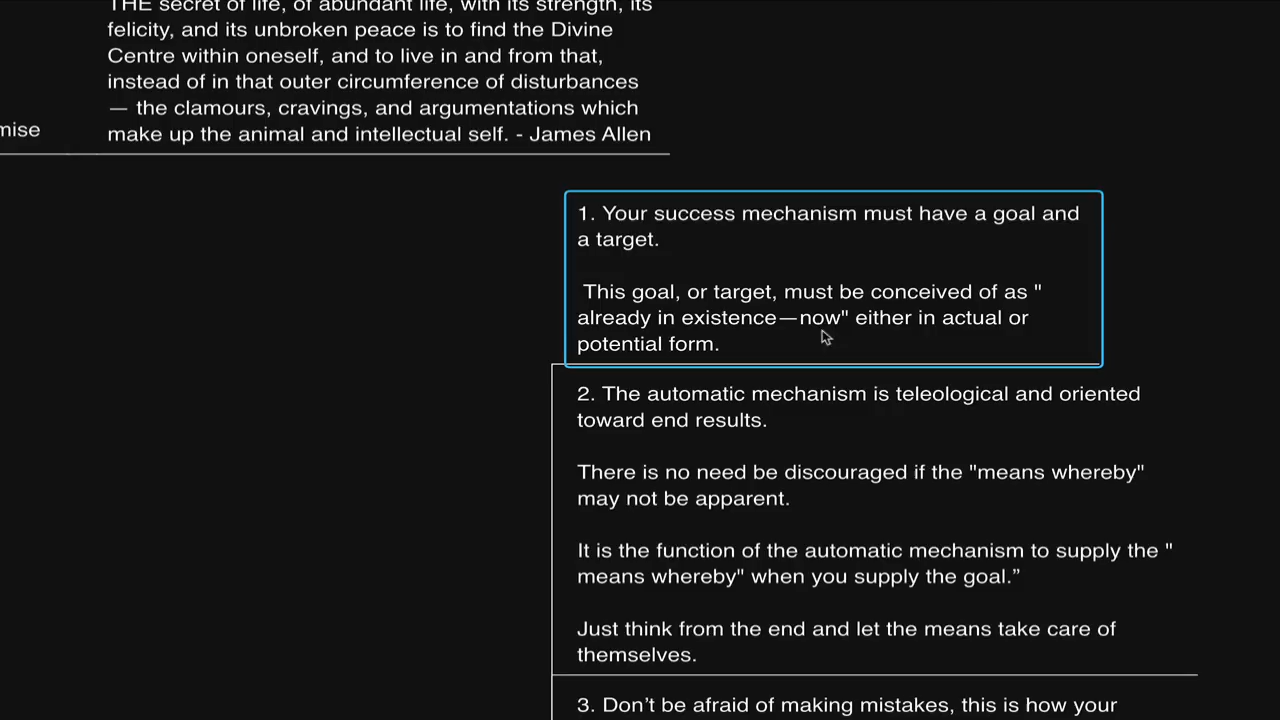 THE secret of life, of abundant life, with its strength, its
felicity, and its unbroken peace is to find the Divine
Centre within oneself, and to live in and from that,
instead of in that outer circumference of disturbances
— the clamours, cravings, and argumentations which
mise
make up the animal and intellectual self. - James Allen
1. Your success mechanism must have a goal and
a target.
This goal, or target, must be conceived of as "
already in existence—now" either in actual or
potential form.
2. The automatic mechanism is teleological and oriented
toward end results.
There is no need be discouraged if the "means whereby"
may not be apparent.
It is the function of the automatic mechanism to supply the "
means whereby" when you supply the goal.”
Just think from the end and let the means take care of
themselves.
3. Don’t be afraid of making mistakes, this is how your